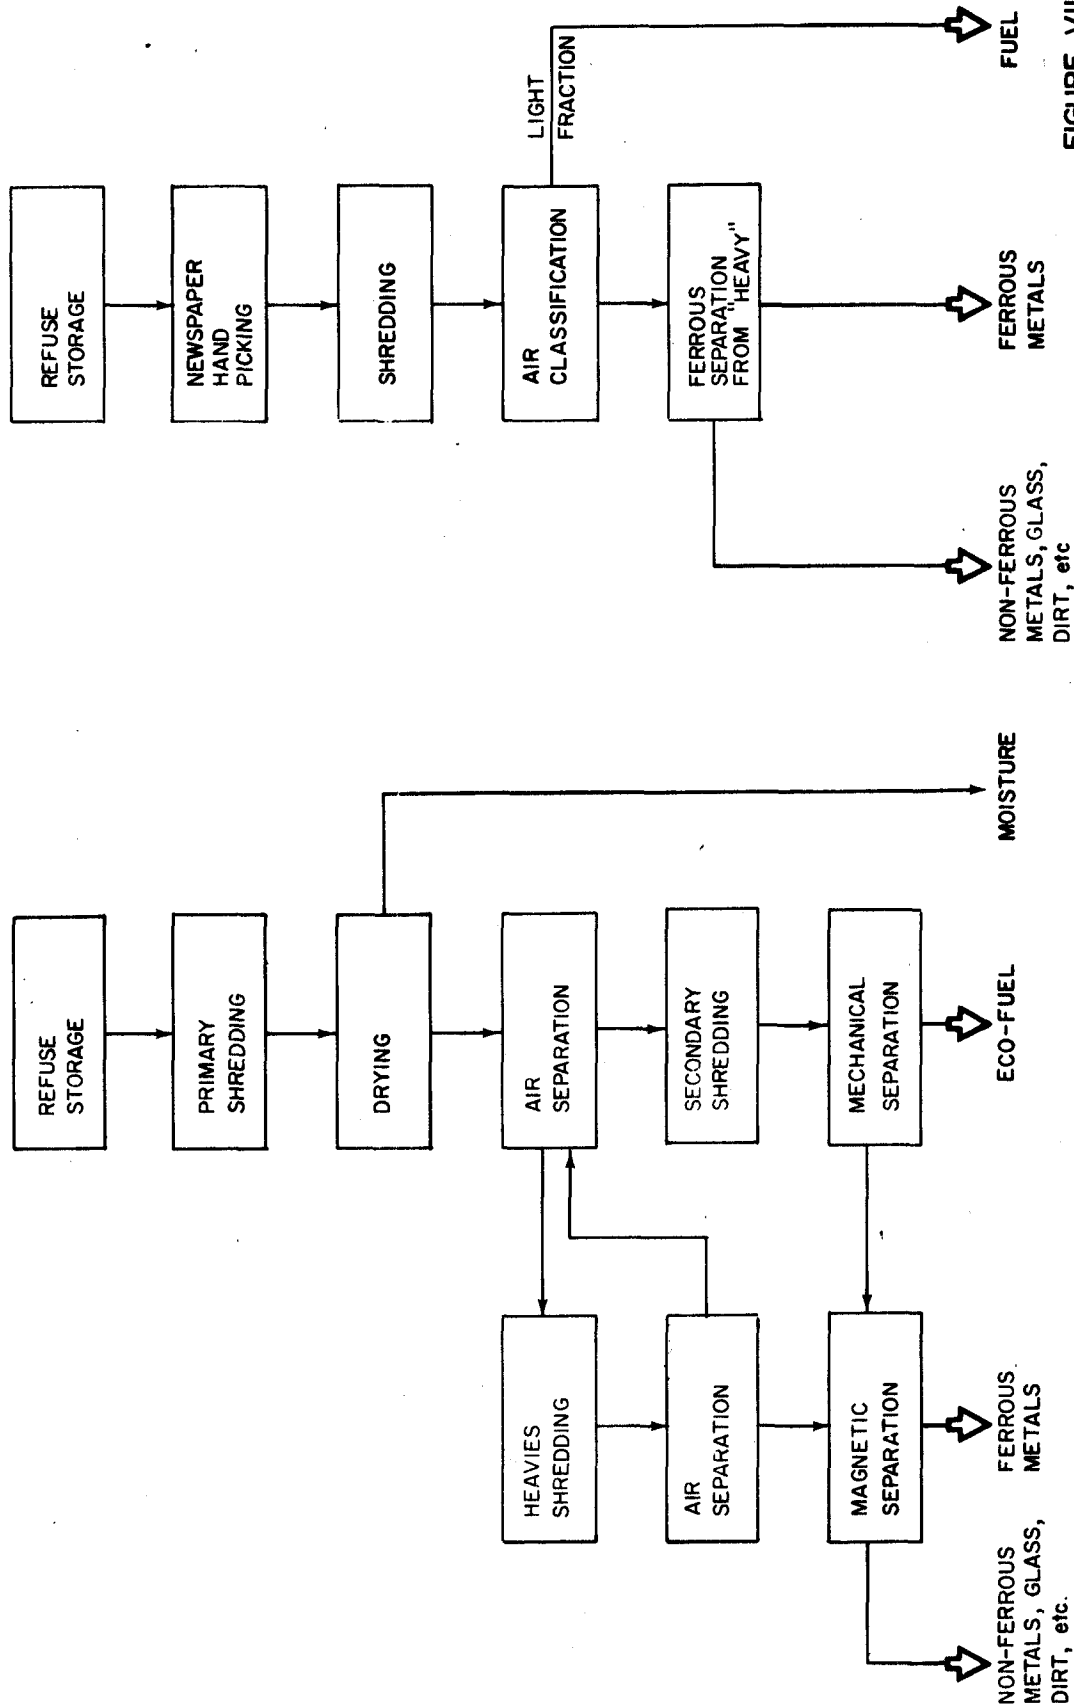 REFUSE
STORAGE
PRIMARY
SHREDDING
DRYING
HEAVIES
SHREDDING
AIR
SEPARATION
AIR
SEPARATION
SECONDARY
SHREDDING
MAGNETIC
SEPARATION
MECHANICAL
SEPARATION
NON-FERROUS
METALS, GLASS,
DIRT, etc.
FERROUS
METALS
ECO-FUEL
MOISTURE
REFUSE
STORAGE
NEWSPAPER
HAND
PICKING
SHREDDING
AIR
CLASSIFICATION
LIGHT
FRACTION
FERROUS
SEPARATION
FROM "HEAVY"
NON-FERROUS
METALS, GLASS,
DIRT, etc
FERROUS
METALS
FUEL
FIGURE